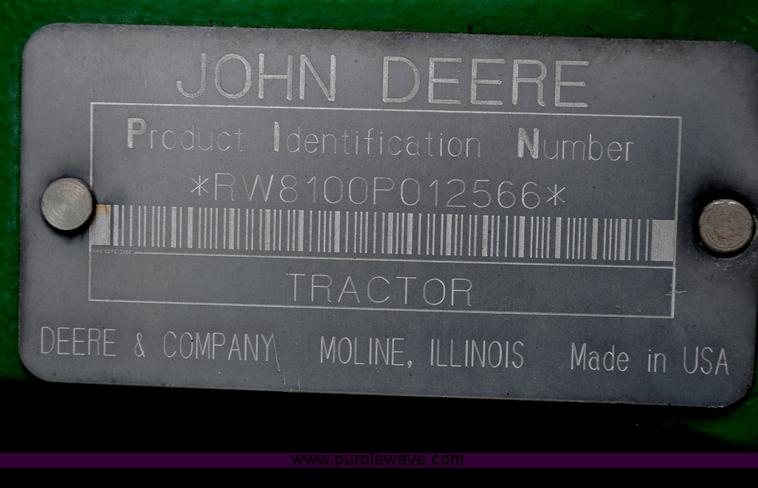 JOHN DEERE
Product Identification Number
*RW8100P012566*
TRACTOR
DEERE & COMPANY MOLINE, ILLINOIS Made in USA
www.purplewave.com